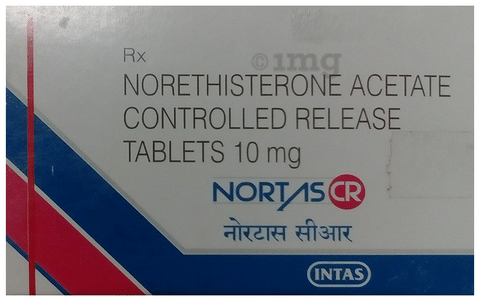 ©1mg
Rx
NORETHISTERONE ACETATE
CONTROLLED RELEASE
TABLETS 10 mg
NORTAS CR
नोरटास सीआर
INTAS